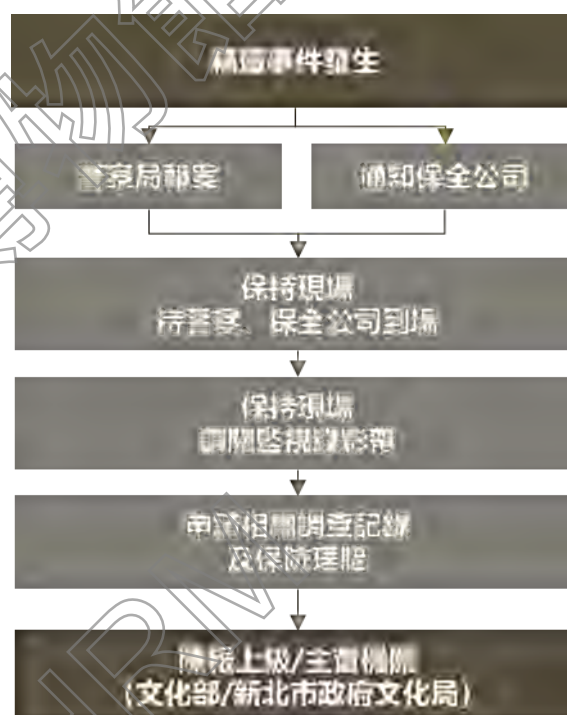 竊盜事件發生
警察局報案
通知保全公司
保持現場
待警察、保全公司到場
保持現場
調閱監視錄影帶
申請相關調查記錄
及保險理賠
陳報上級/主管機關
(文化部/新北市政府文化局)